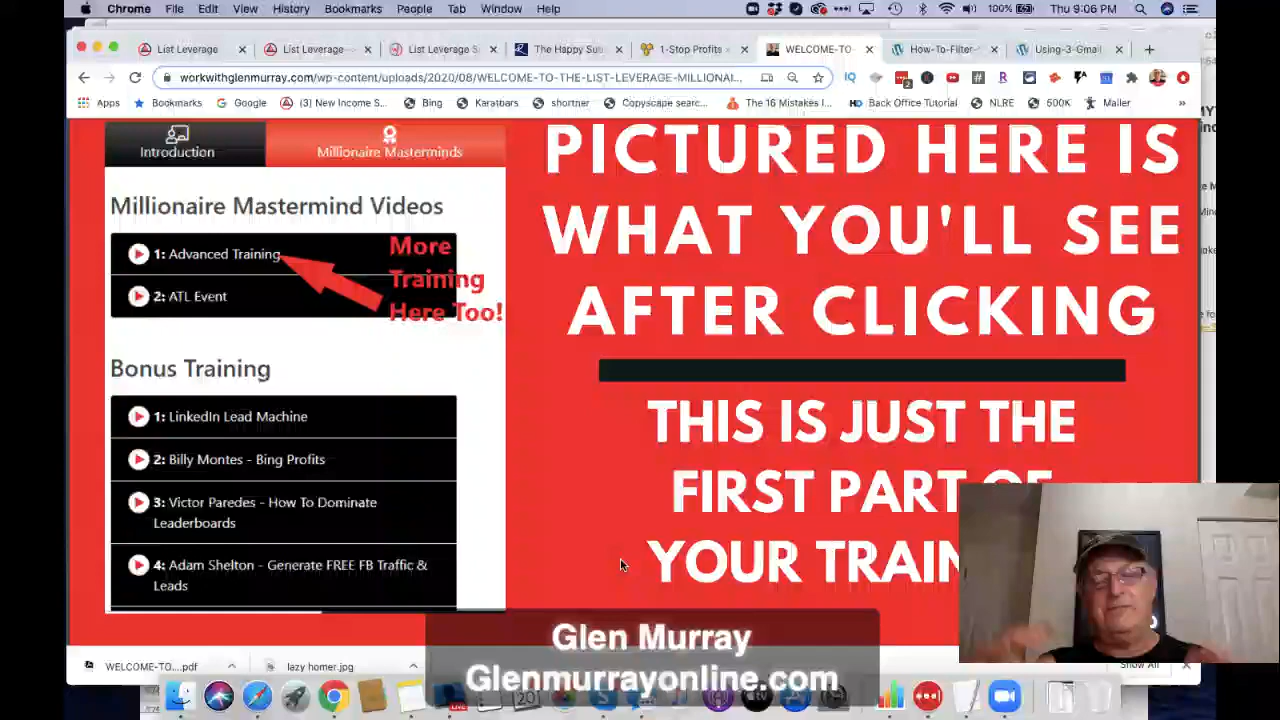 Chrome File Edit View History Bookmarks People Tab Window Help 100% Thu 9:06 PM
List Leverage List Leverage List Leverage S The Happy Sub 1-Stop Profits WELCOME-TO- How-To-Filter- Using-3-Gmail
workwithglenmurray.com/wp-content/uploads/2020/08/WELCOME-TO-THE-LIST-LEVERAGE-MILLIONAI...
Apps Bookmarks Google (3) New Income S... Bing Karatbars shortner Copyscape searc... The 16 Mistakes I... Back Office Tutorial NLRE 500K Mailer »
Introduction
Millionaire Masterminds
Millionaire Mastermind Videos
1: Advanced Training
2: ATL Event
More
Training
Here Too!
Bonus Training
1: LinkedIn Lead Machine
2: Billy Montes - Bing Profits
3: Victor Paredes - How To Dominate
Leaderboards
4: Adam Shelton - Generate FREE FB Traffic &
Leads
PICTURED HERE IS
WHAT YOU'LL SEE
AFTER CLICKING
THIS IS JUST THE
FIRST PART OF
YOUR TRAIN
Glen Murray
Glenmurrayonline.com
WELCOME-TO....pdf lazy homer.jpg Show All
20
LIVE